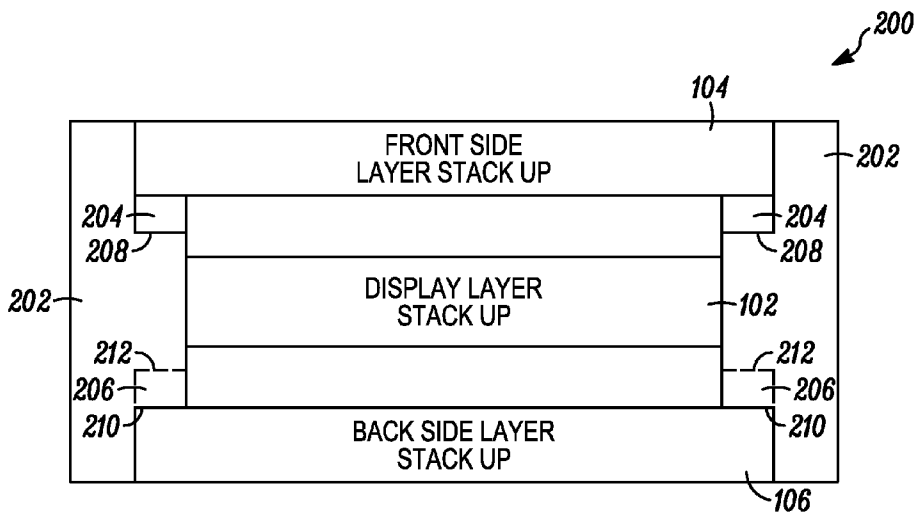 200
104
FRONT SIDE
LAYER STACK UP
202
204
204
208
208
202
DISPLAY LAYER
STACK UP
102
212
212
206
206
210
210
BACK SIDE LAYER
STACK UP
106